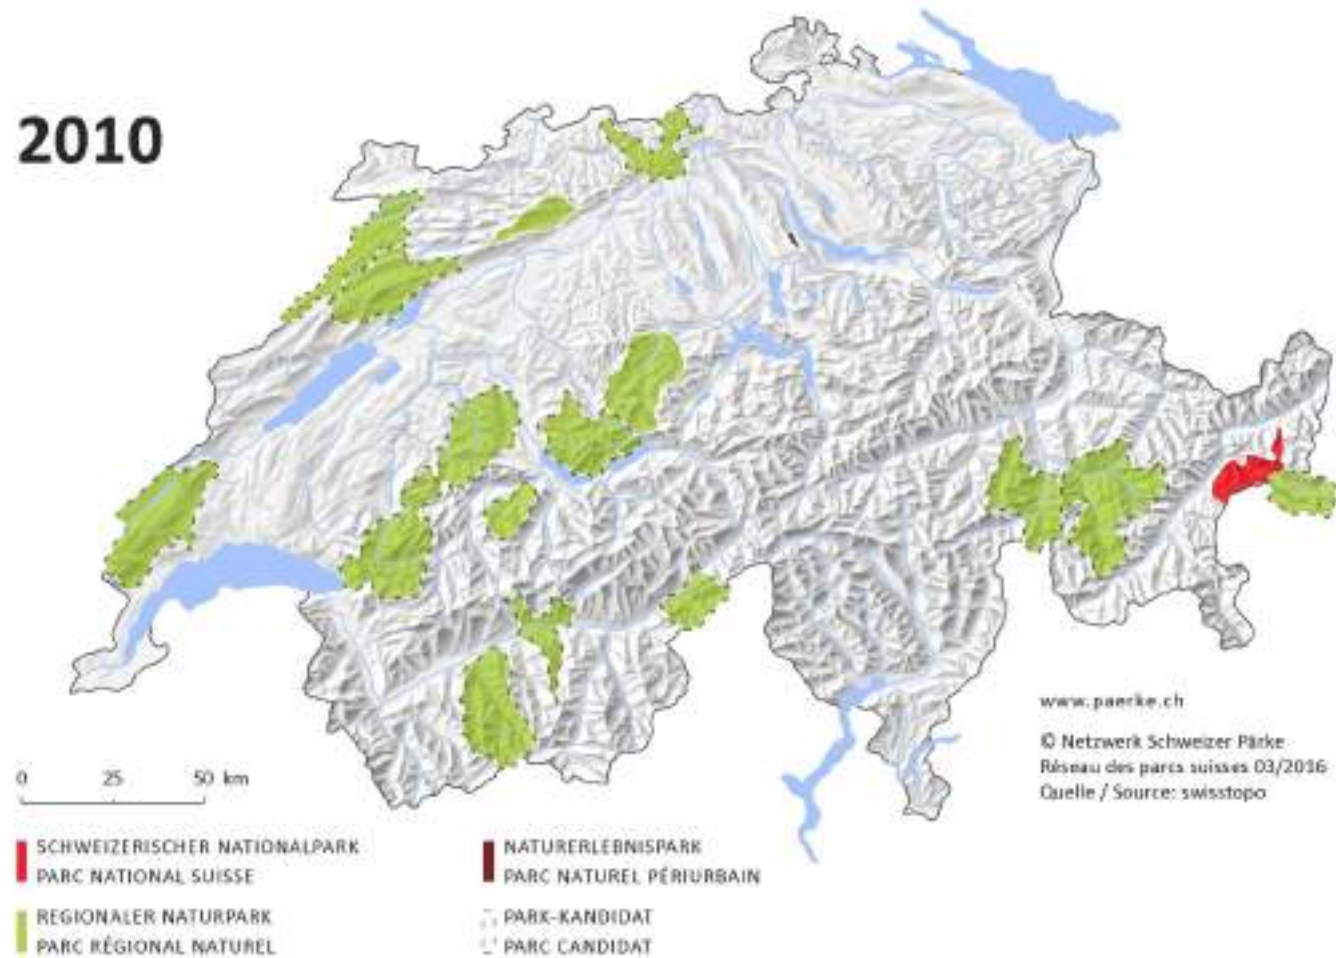 2010
www.paerke.ch
© Netzwerk Schweizer Pärke
Réseau des parcs suisses 03/2016
Quelle / Source: swisstopo
0 25 50 km
SCHWEIZERISCHER NATIONALPARK
PARC NATIONAL SUISSE
REGIONALER NATURPARK
PARC RÉGIONAL NATUREL
NATURERLEBNISPARK
PARC NATUREL PÉRIURBAIN
PARK-KANDIDAT
PARC CANDIDAT